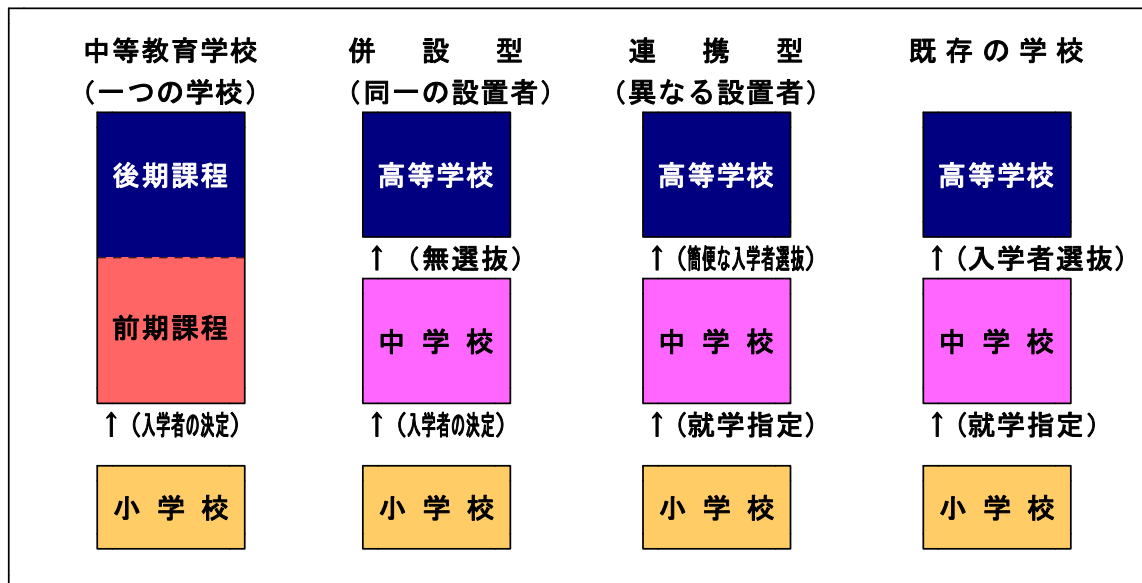 中等教育学校
(一つの学校)
後期課程
前期課程
↑(入学者の決定)
小学校
併設型
(同一の設置者)
高等学校
↑(無選抜)
中学校
↑(入学者の決定)
小学校
連携型
(異なる設置者)
高等学校
↑(簡便な入学者選抜)
中学校
↑(就学指定)
小学校
既存の学校
高等学校
↑(入学者選抜)
中学校
↑(就学指定)
小学校